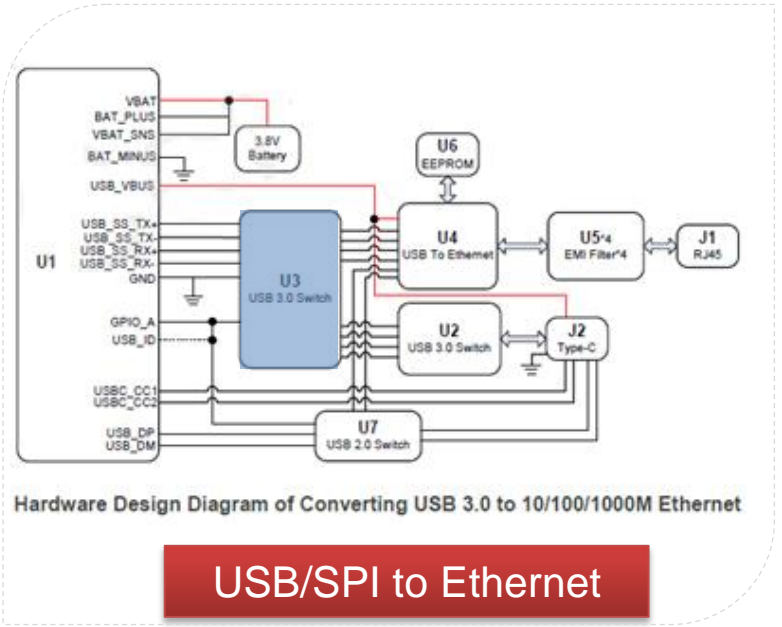 VBAT
BAT_PLUS
VBAT_SNS
BAT_MINUS
USB_VBUS
USB_SS_TX+
USB_SS_TX-
USB_SS_RX+
USB_SS_RX-
GND
GPIO_A
USB_ID
USBC_CC1
USBC_CC2
USB_DP
USB_DM
U1
3.8V
Battery
U6
EEPROM
U3
USB 3.0 Switch
U4
USB To Ethernet
U5*4
EMI Filter*4
J1
RJ45
U2
USB 3.0 Switch
J2
Type-C
U7
USB 2.0 Switch
Hardware Design Diagram of Converting USB 3.0 to 10/100/1000M Ethernet
USB/SPI to Ethernet